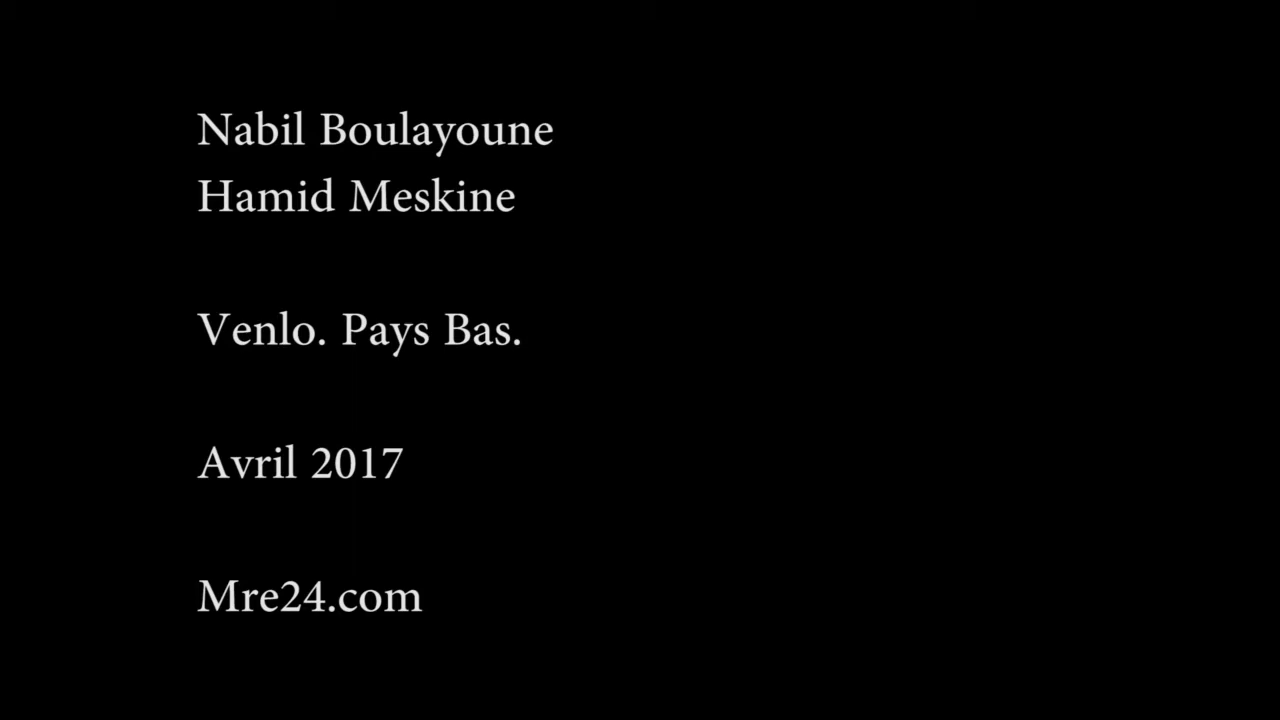 Nabil Boulayoune
Hamid Meskine
Venlo. Pays Bas.
Avril 2017
Mre24.com